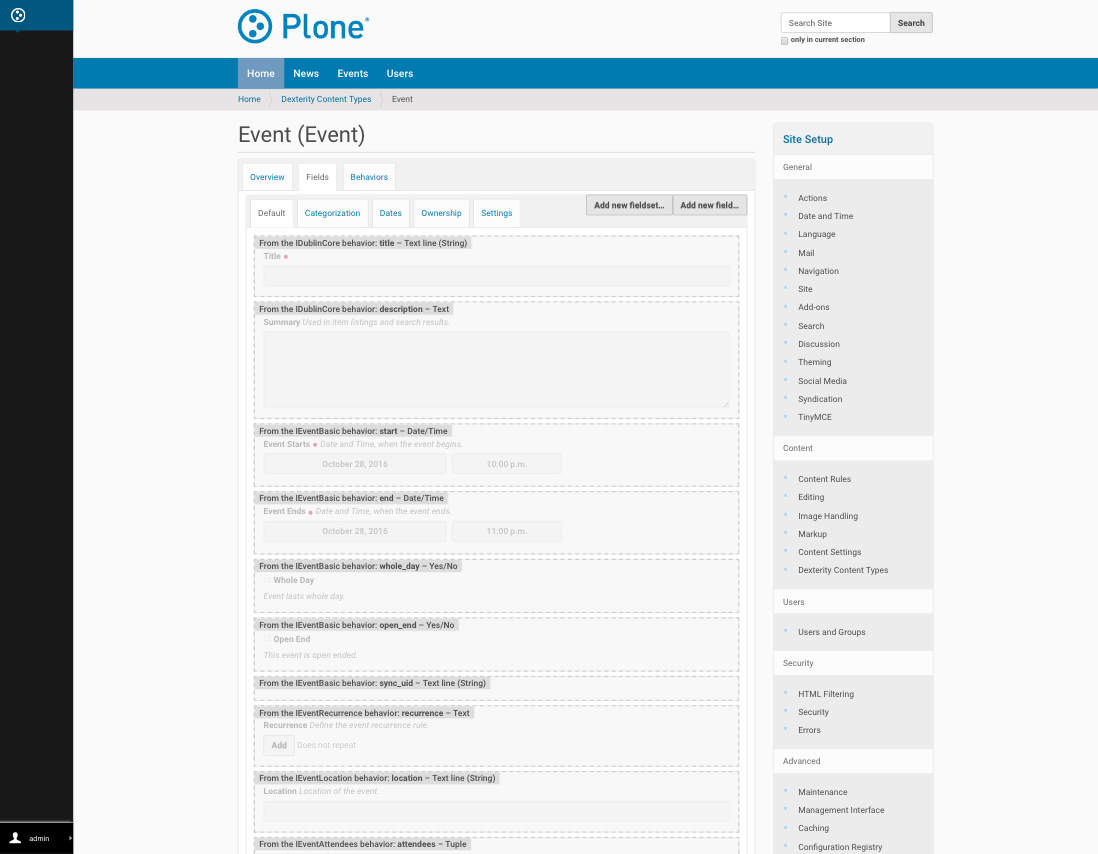 Plone®
Search Site
Search
only in current section
Home News Events Users
Home Dexterity Content Types Event
Event (Event)
Overview Fields Behaviors
Default Categorization Dates Ownership Settings
Add new fieldset… Add new field…
From the IDublinCore behavior: title – Text line (String)
Title
From the IDublinCore behavior: description – Text
Summary Used in item listings and search results.
From the IEventBasic behavior: start – Date/Time
Event Starts Date and Time, when the event begins.
October 28, 2016 10:00 p.m.
From the IEventBasic behavior: end – Date/Time
Event Ends Date and Time, when the event ends.
October 28, 2016 11:00 p.m.
From the IEventBasic behavior: whole_day – Yes/No
Whole Day
Event lasts whole day.
From the IEventBasic behavior: open_end – Yes/No
Open End
This event is open ended.
From the IEventBasic behavior: sync_uid – Text line (String)
From the IEventRecurrence behavior: recurrence – Text
Recurrence Define the event recurrence rule.
Add Does not repeat
From the IEventLocation behavior: location – Text line (String)
Location Location of the event.
From the IEventAttendees behavior: attendees – Tuple
Site Setup
General
Actions
Date and Time
Language
Mail
Navigation
Site
Add-ons
Search
Discussion
Theming
Social Media
Syndication
TinyMCE
Content
Content Rules
Editing
Image Handling
Markup
Content Settings
Dexterity Content Types
Users
Users and Groups
Security
HTML Filtering
Security
Errors
Advanced
Maintenance
Management Interface
Caching
Configuration Registry
admin